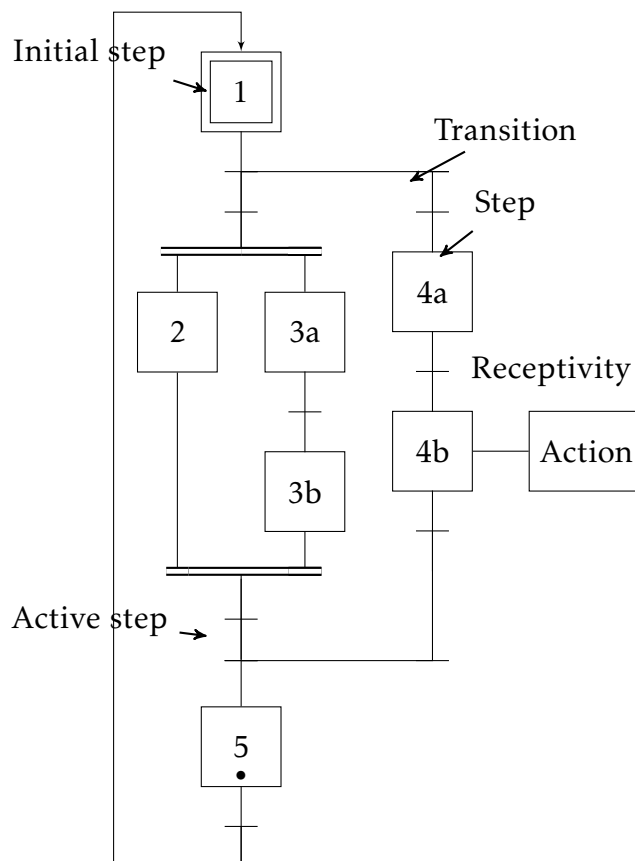 Initial step
1
Transition
Step
4a
2
3a
Receptivity
4b
Action
3b
Active step
5